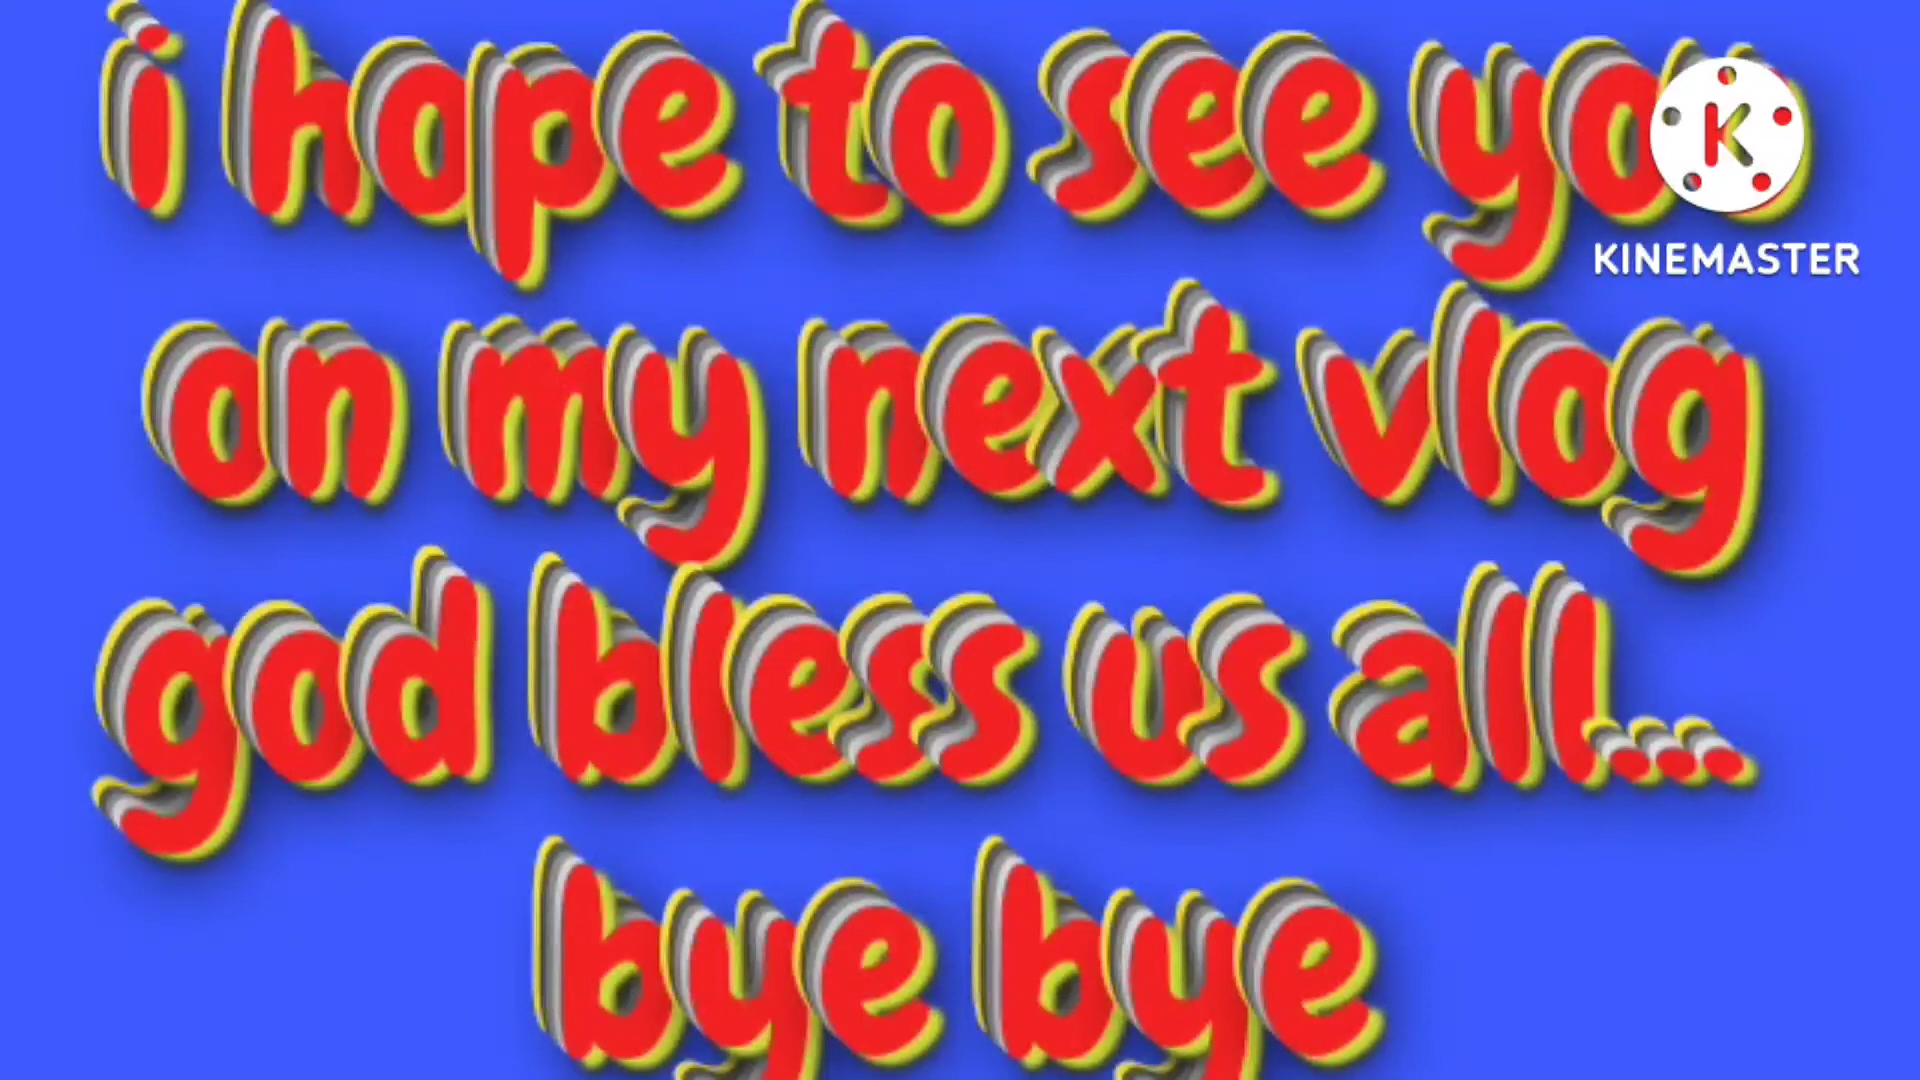 i hope to see you
KINEMASTER
on my next vlog
god bless us all...
bye bye